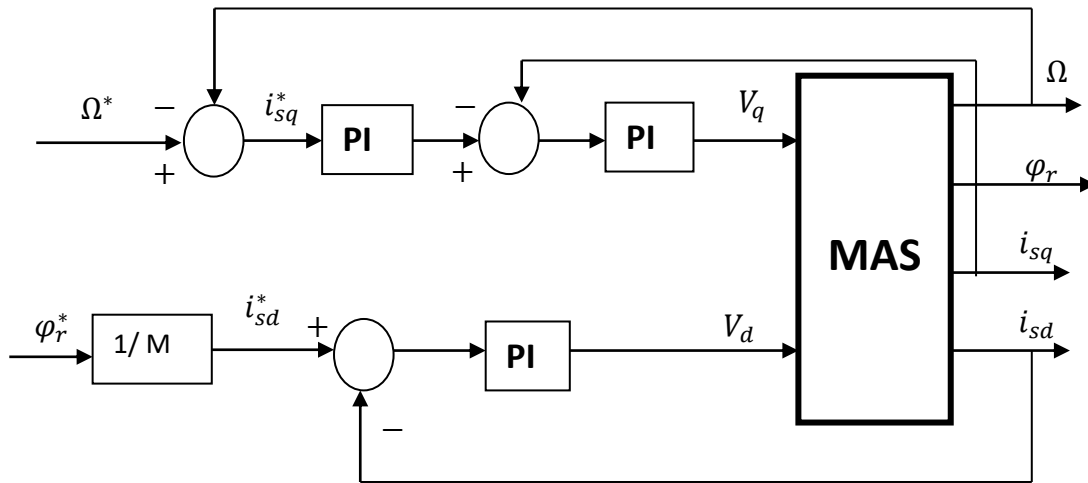 Ω* − i*sq PI − PI Vq Ω
+ +
φr
MAS
isq
φ*r 1/ M i*sd + PI Vd isd
−